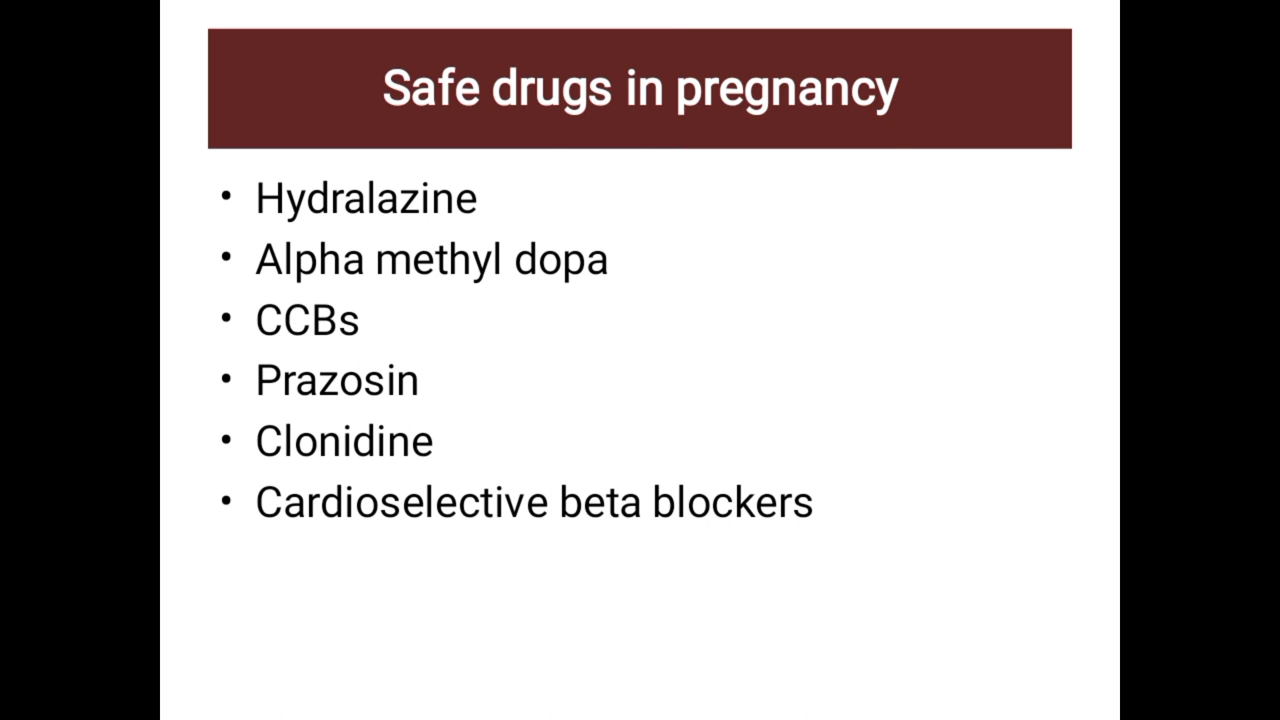 Safe drugs in pregnancy
• Hydralazine
• Alpha methyl dopa
• CCBs
• Prazosin
• Clonidine
• Cardioselective beta blockers